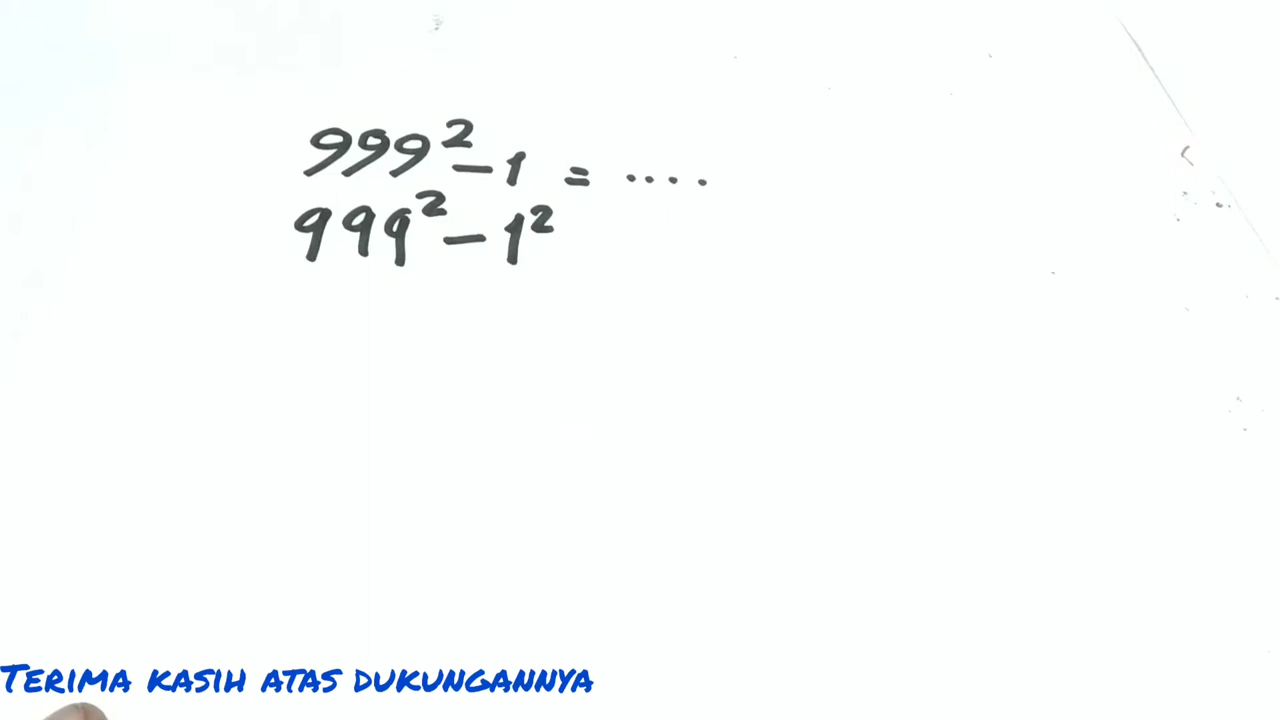 999² - 1 = ....
999² - 1²
TERIMA KASIH ATAS DUKUNGANNYA